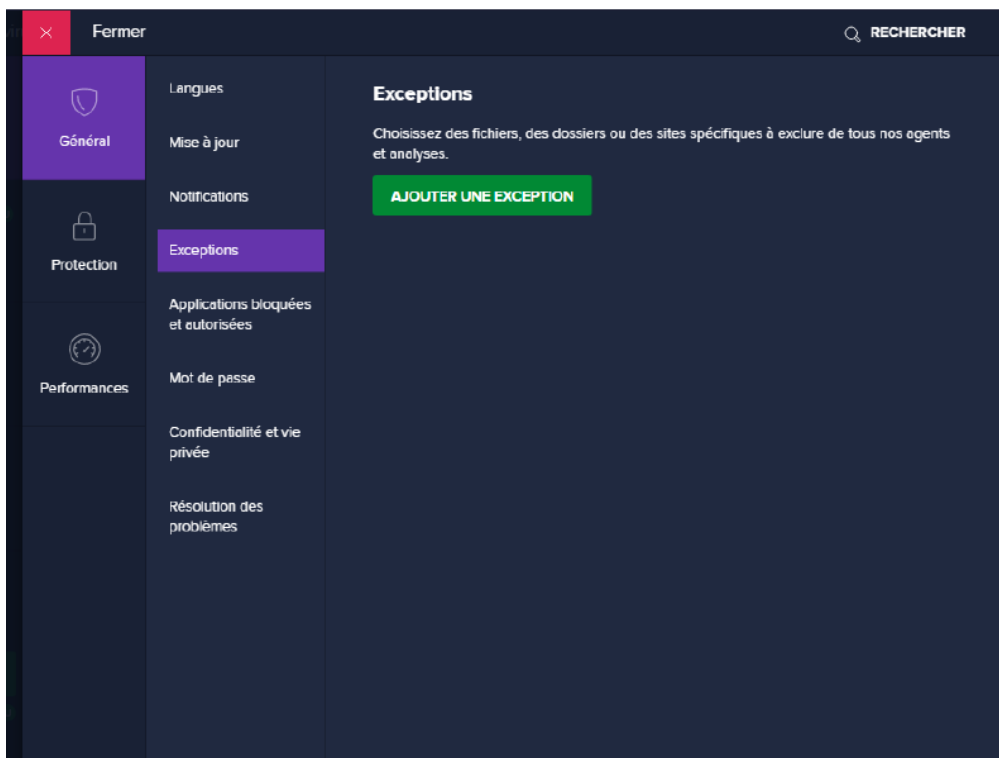 Fermer
RECHERCHER
Général
Protection
Performances
Langues
Mise à jour
Notifications
Exceptions
Applications bloquées
et autorisées
Mot de passe
Confidentialité et vie
privée
Résolution des
problèmes
Exceptions
Choisissez des fichiers, des dossiers ou des sites spécifiques à exclure de tous nos agents
et analyses.
AJOUTER UNE EXCEPTION